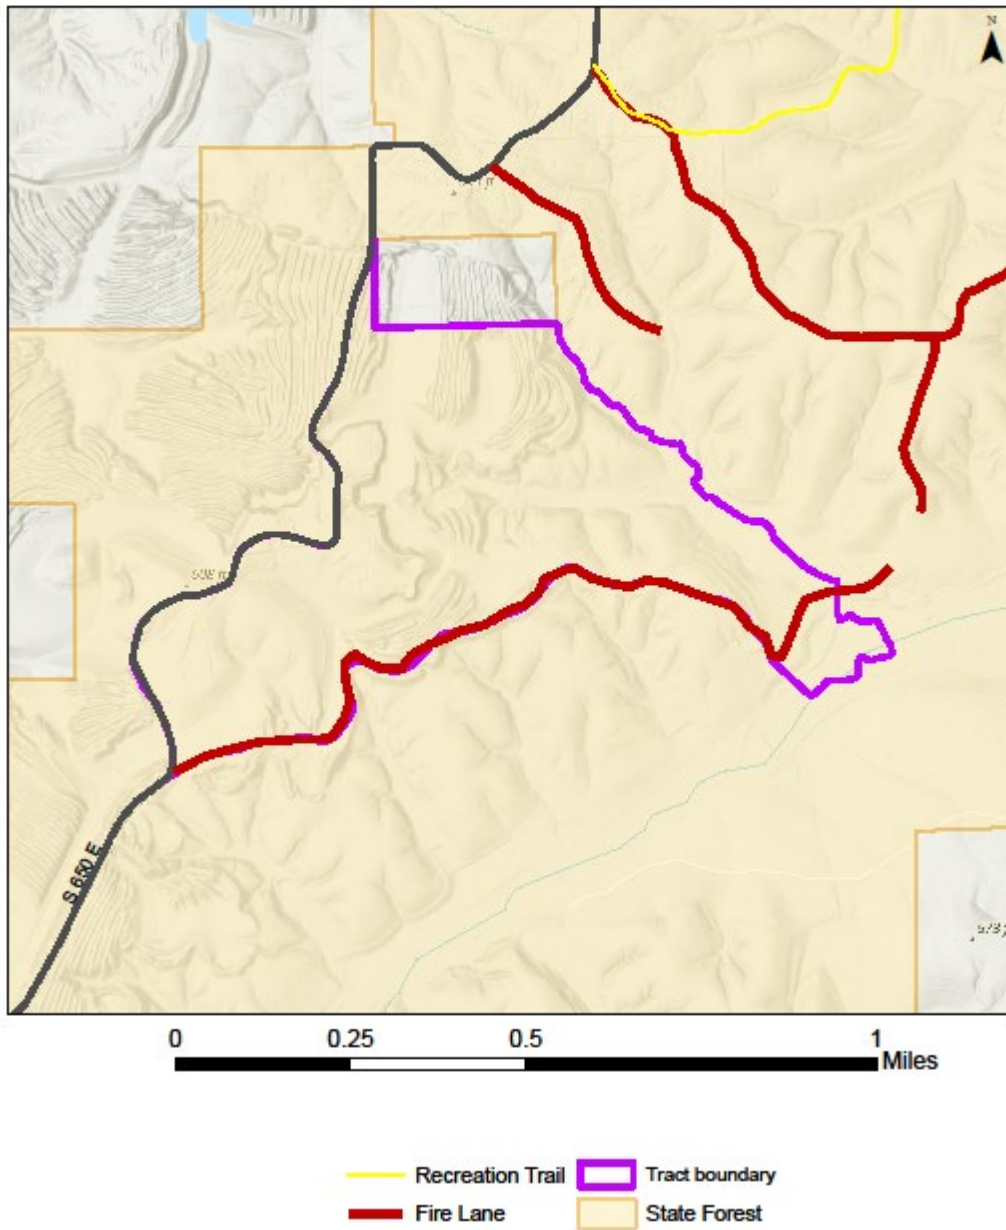 N
S 650 E
0 0.25 0.5 1
Miles
Recreation Trail Tract boundary
Fire Lane State Forest